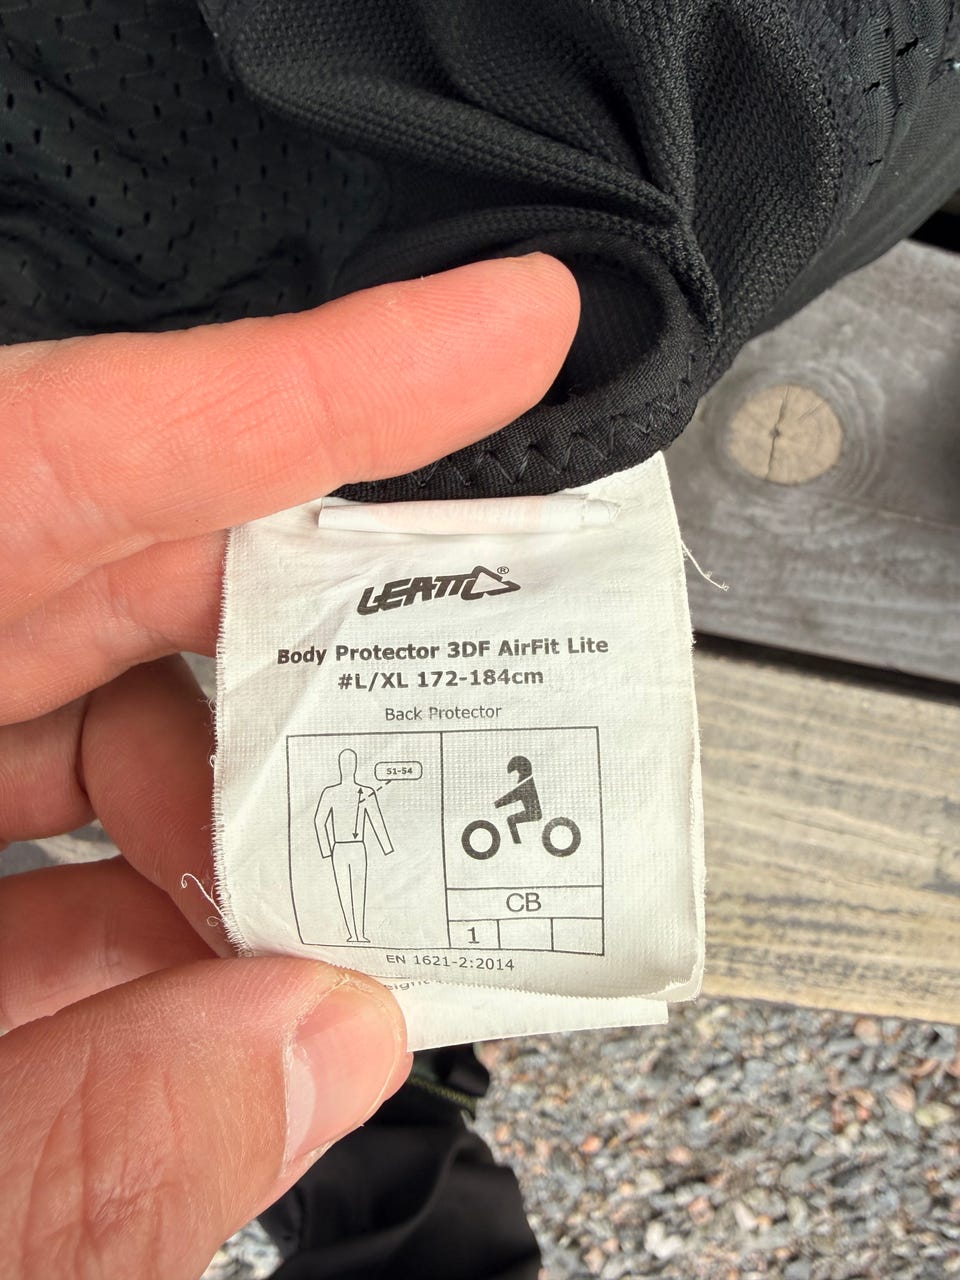 LEATT®
Body Protector 3DF AirFit Lite
#L/XL 172-184cm
Back Protector
51-54
CB
1
EN 1621-2:2014